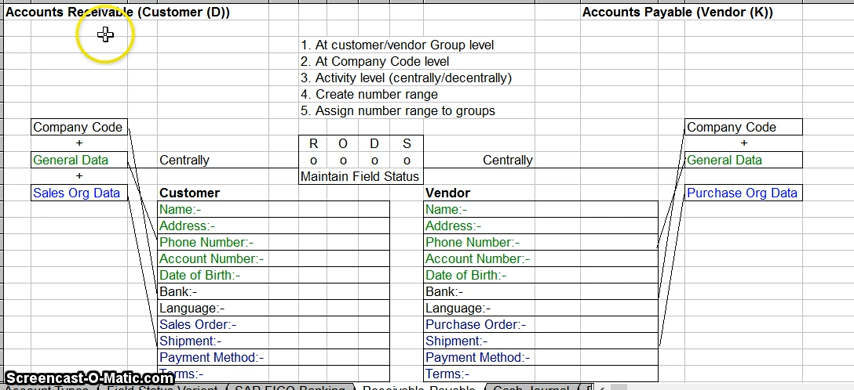 Accounts Receivable (Customer (D))
Accounts Payable (Vendor (K))
1. At customer/vendor Group level
2. At Company Code level
3. Activity level (centrally/decentrally)
4. Create number range
5. Assign number range to groups
Company Code
+
General Data
+
Sales Org Data
Centrally
R O D S
o o o o
Maintain Field Status
Centrally
Company Code
+
General Data
+
Purchase Org Data
Customer
Name:-
Address:-
Phone Number:-
Account Number:-
Date of Birth:-
Bank:-
Language:-
Sales Order:-
Shipment:-
Payment Method:-
Terms:-
Vendor
Name:-
Address:-
Phone Number:-
Account Number:-
Date of Birth:-
Bank:-
Language:-
Purchase Order:-
Shipment:-
Payment Method:-
Terms:-
Screencast-O-Matic.com
Account Types
Field Status Variant
SAP FICO Banking
Receivable Payable
Cash Journal